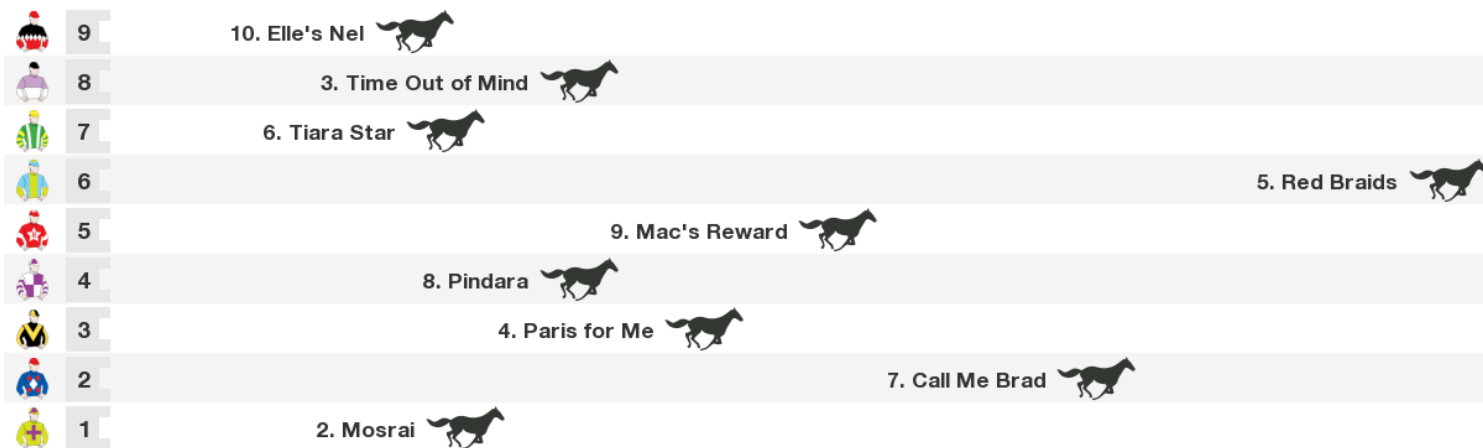 9 10. Elle's Nel
8 3. Time Out of Mind
7 6. Tiara Star
6 5. Red Braids
5 9. Mac's Reward
4 8. Pindara
3 4. Paris for Me
2 7. Call Me Brad
1 2. Mosrai